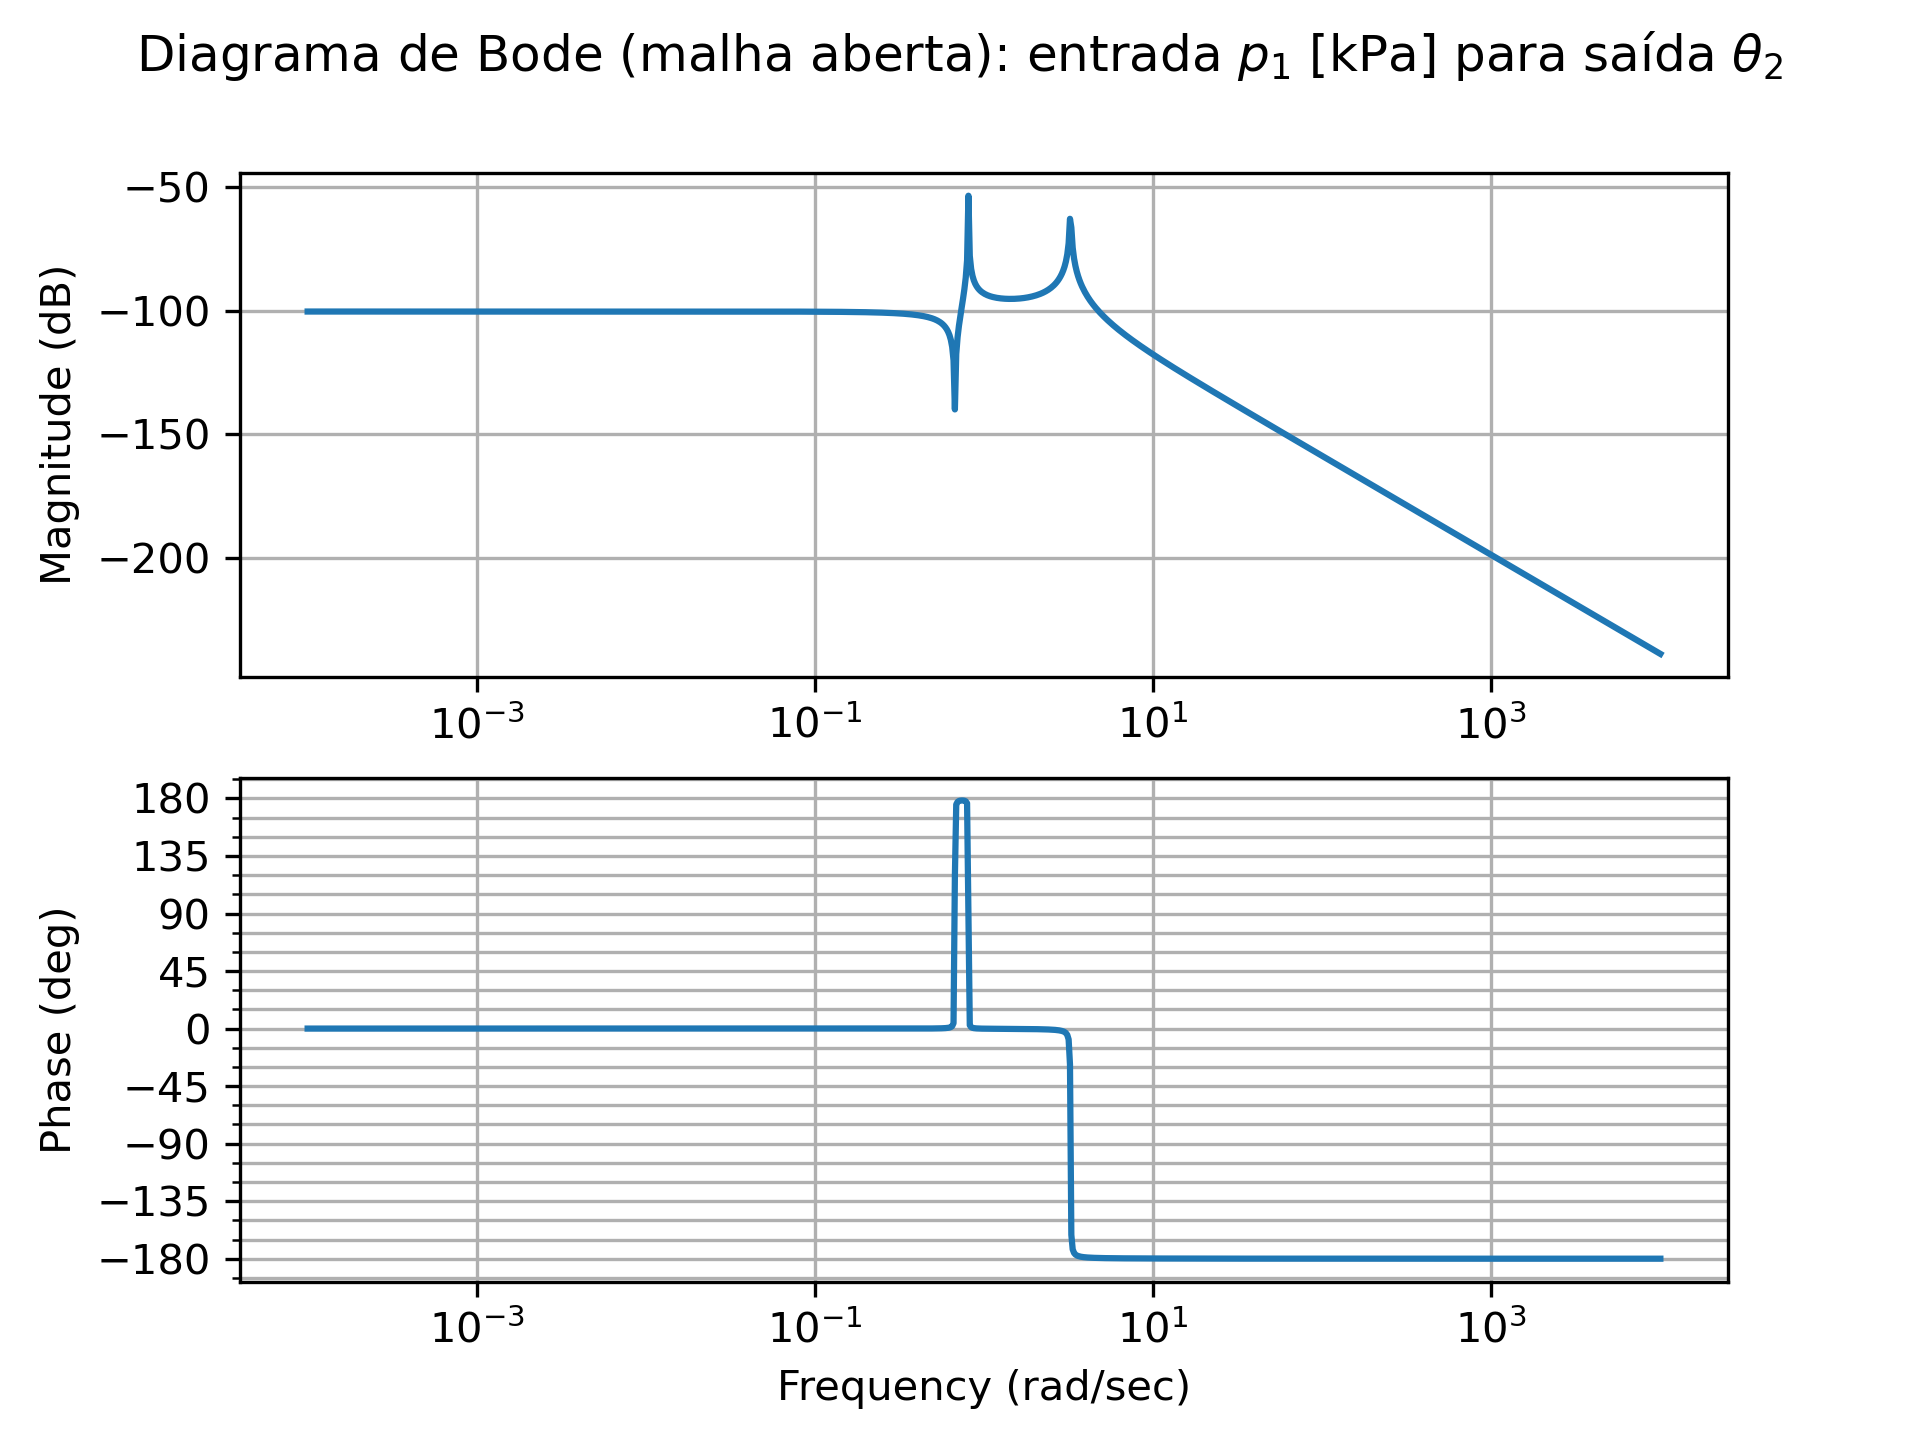 Diagrama de Bode (malha aberta): entrada $p_1$ [kPa] para saída $\theta_2$
Magnitude (dB)
−50
−100
−150
−200
10⁻³ 10⁻¹ 10¹ 10³
Phase (deg)
180
135
90
45
0
−45
−90
−135
−180
10⁻³ 10⁻¹ 10¹ 10³
Frequency (rad/sec)